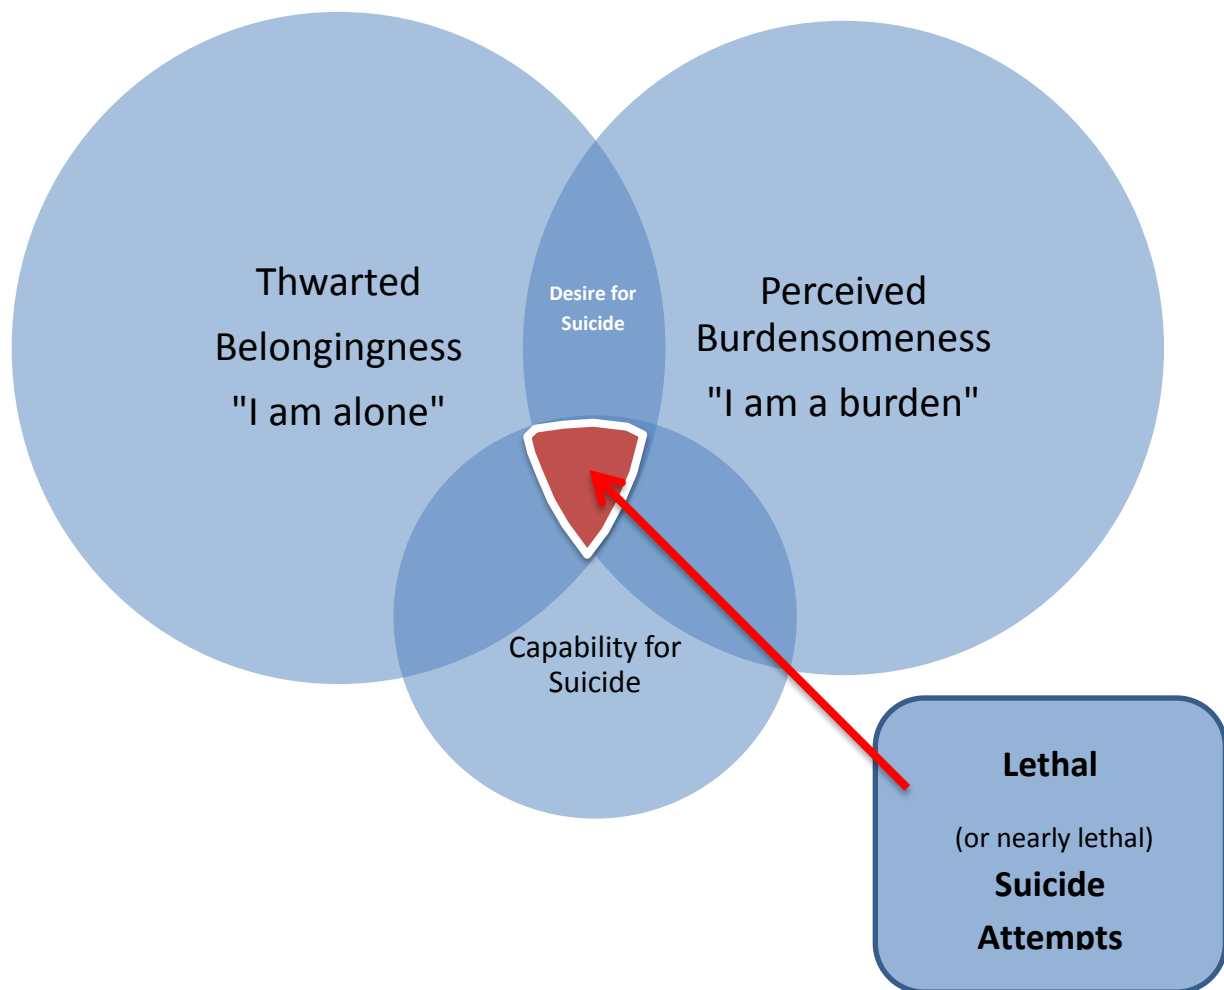 Thwarted
Belongingness
"I am alone"
Desire for
Suicide
Perceived
Burdensomeness
"I am a burden"
Capability for
Suicide
Lethal
(or nearly lethal)
Suicide
Attempts